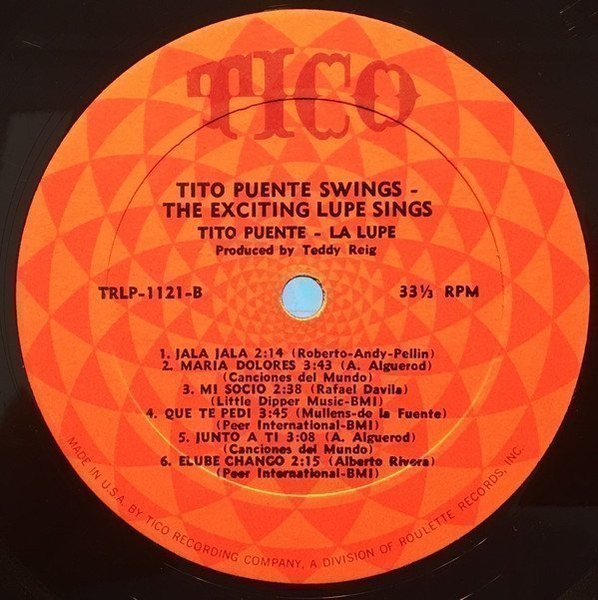 TICO
TITO PUENTE SWINGS -
THE EXCITING LUPE SINGS
TITO PUENTE - LA LUPE
Produced by Teddy Reig
TRLP-1121-B
33⅓ RPM
1. JALA JALA 2:14 (Roberto-Andy-Pellin)
2. MARIA DOLORES 3:43 (A. Alguerod)
(Canciones del Mundo)
3. MI SOCIO 2:38 (Rafael Davila)
(Little Dipper Music-BMI)
4. QUE TE PEDI 3:45 (Mullens-de la Fuente)
(Peer International-BMI)
5. JUNTO A TI 3:08 (A. Alguerod)
(Canciones del Mundo)
6. ELUBE CHANGO 2:15 (Alberto Rivera)
(Peer International-BMI)
MADE IN U.S.A. BY TICO RECORDING COMPANY, A DIVISION OF ROULETTE RECORDS, INC.